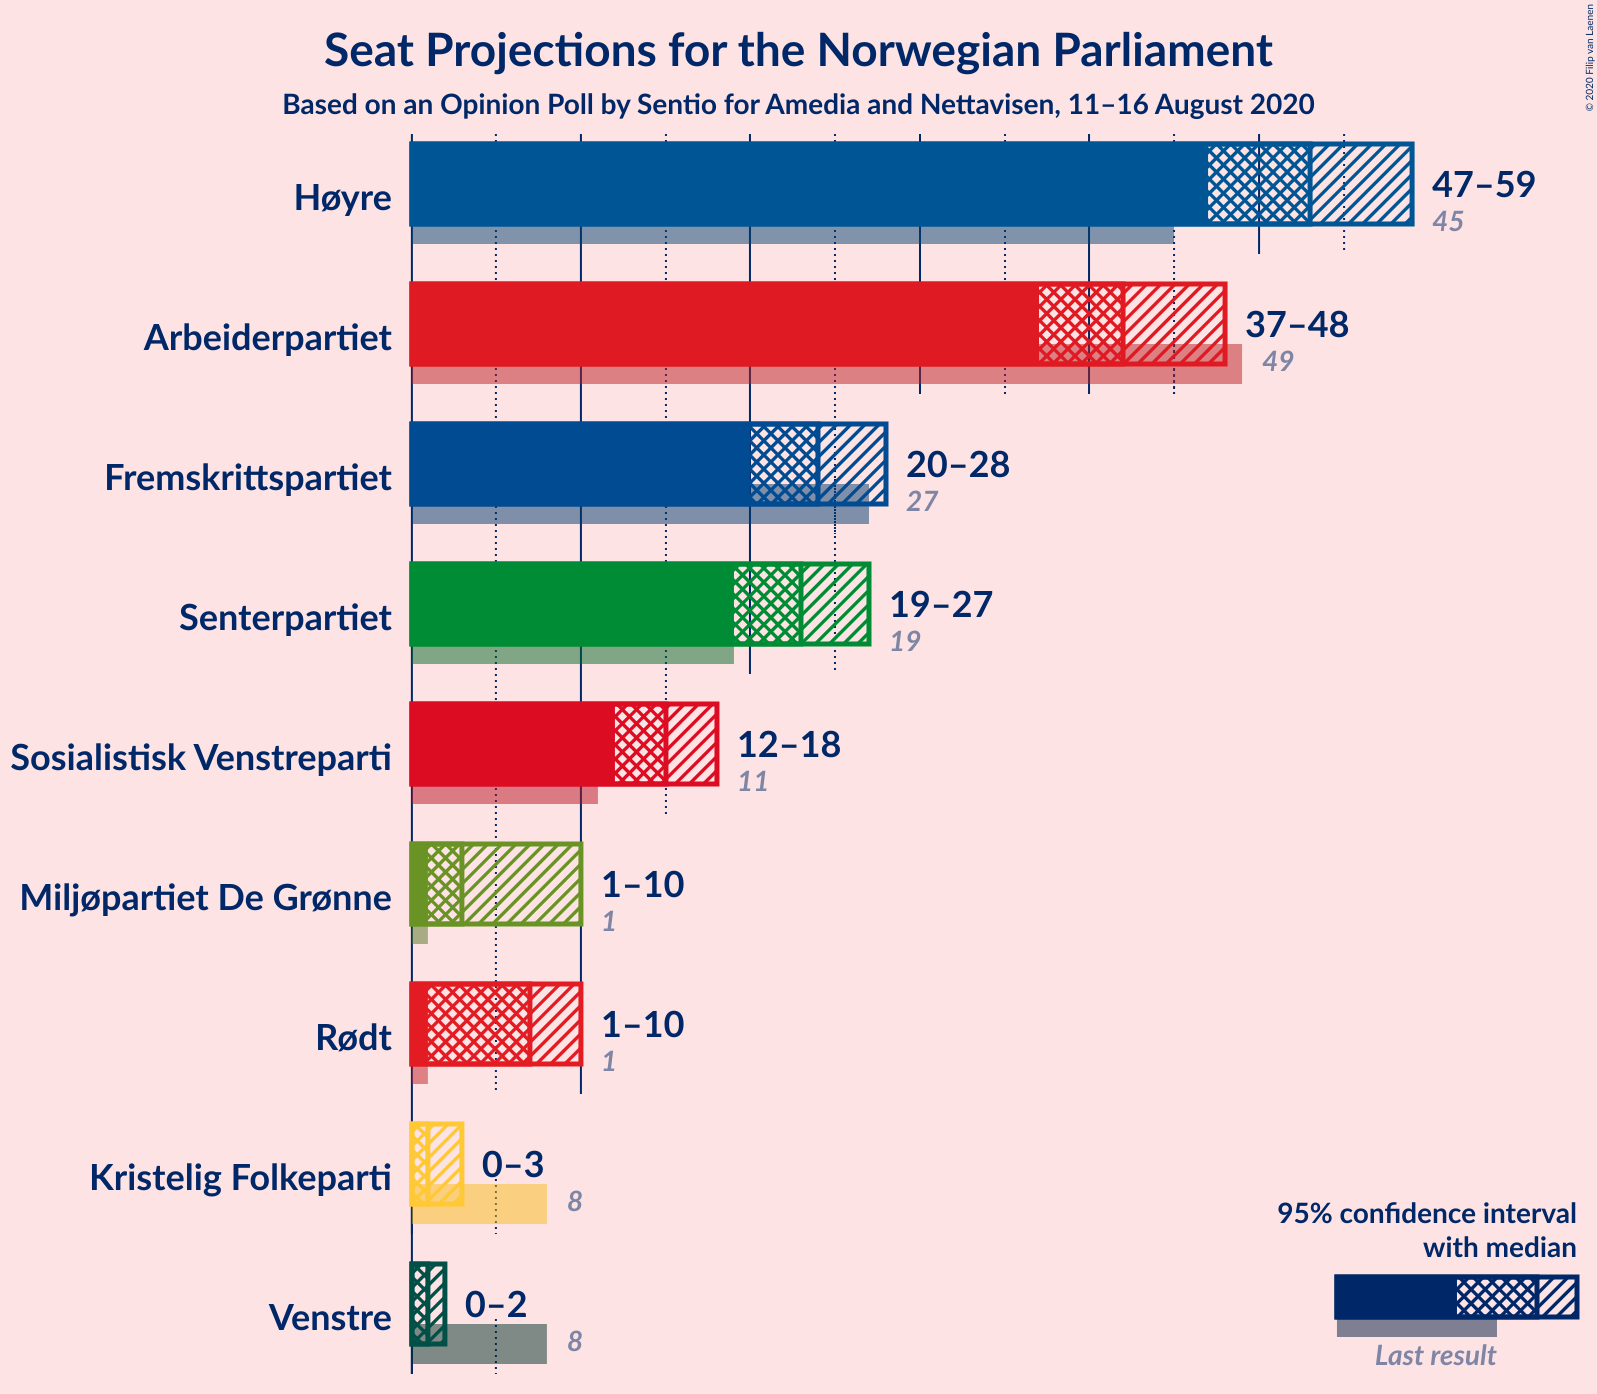 Seat Projections for the Norwegian Parliament
Based on an Opinion Poll by Sentio for Amedia and Nettavisen, 11–16 August 2020
© 2020 Filip van Laenen
Høyre
47–59
45
Arbeiderpartiet
37–48
49
Fremskrittspartiet
20–28
27
Senterpartiet
19–27
19
Sosialistisk Venstreparti
12–18
11
Miljøpartiet De Grønne
1–10
1
Rødt
1–10
1
Kristelig Folkeparti
0–3
8
Venstre
0–2
8
95% confidence interval
with median
Last result